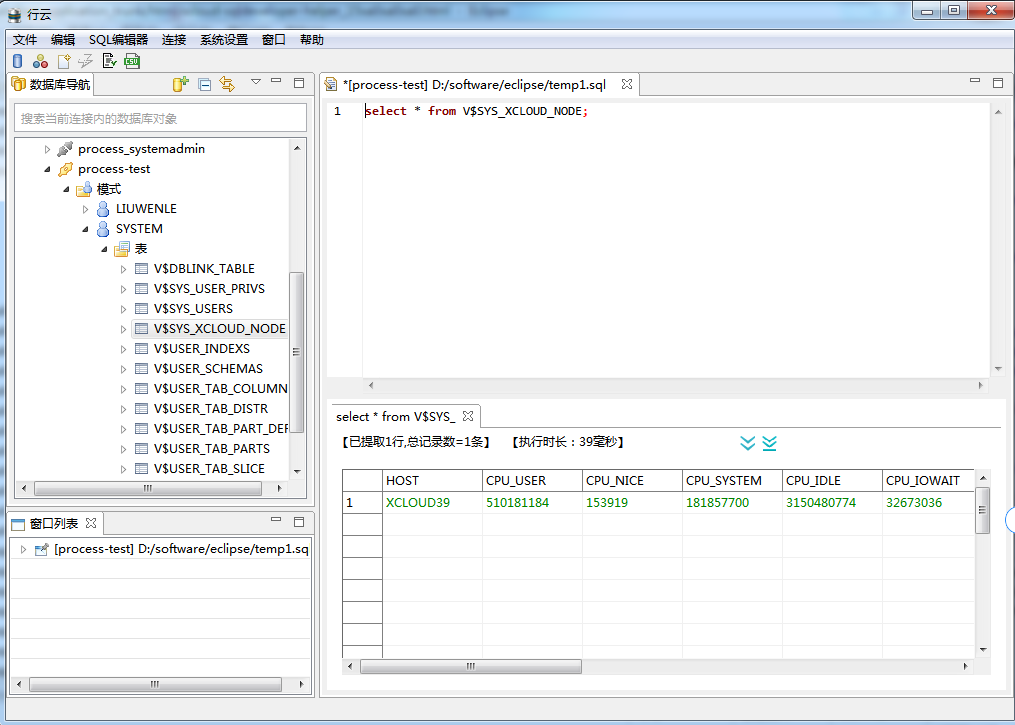 行云
文件 编辑 SQL编辑器 连接 系统设置 窗口 帮助
数据库导航
搜索当前连接内的数据库对象
process_systemadmin
process-test
模式
LIUWENLE
SYSTEM
表
V$DBLINK_TABLE
V$SYS_USER_PRIVS
V$SYS_USERS
V$SYS_XCLOUD_NODE
V$USER_INDEXS
V$USER_SCHEMAS
V$USER_TAB_COLUMN
V$USER_TAB_DISTR
V$USER_TAB_PART_DEF
V$USER_TAB_PARTS
V$USER_TAB_SLICE
窗口列表
[process-test] D:/software/eclipse/temp1.sq
*[process-test] D:/software/eclipse/temp1.sql
1 select * from V$SYS_XCLOUD_NODE;
select * from V$SYS_
【已提取1行,总记录数=1条】 【执行时长：39毫秒】
HOST CPU_USER CPU_NICE CPU_SYSTEM CPU_IDLE CPU_IOWAIT
1 XCLOUD39 510181184 153919 181857700 3150480774 32673036